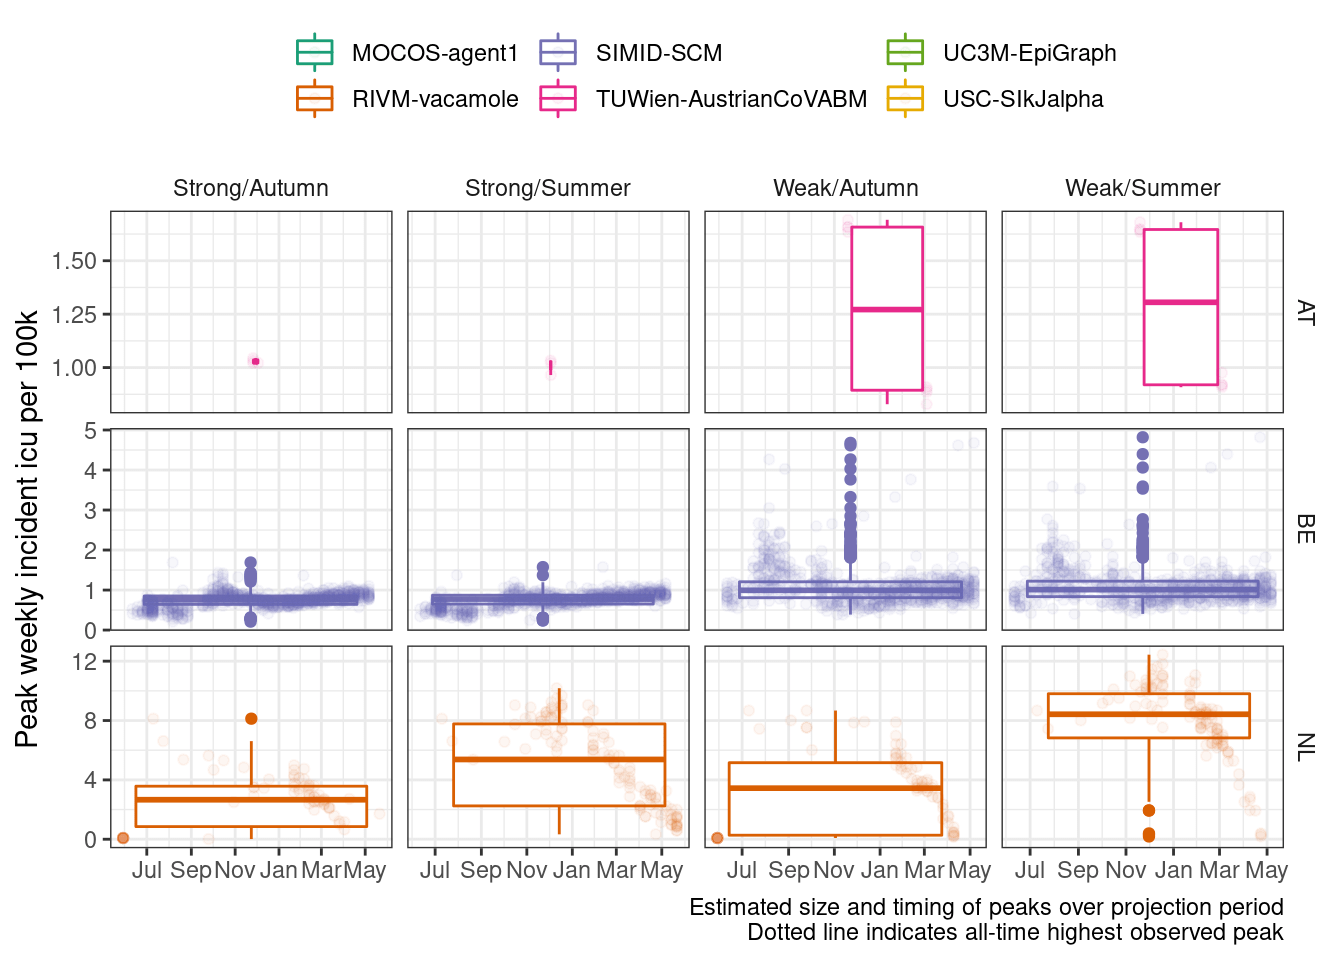 MOCOS-agent1 SIMID-SCM UC3M-EpiGraph
RIVM-vacamole TUWien-AustrianCoVABM USC-SIkJalpha
Strong/Autumn Strong/Summer Weak/Autumn Weak/Summer
Peak weekly incident icu per 100k
1.50
1.25
1.00
AT
5
4
3
2
1
0
BE
12
8
4
0
NL
Jul Sep Nov Jan Mar May Jul Sep Nov Jan Mar May Jul Sep Nov Jan Mar May Jul Sep Nov Jan Mar May
Estimated size and timing of peaks over projection period
Dotted line indicates all-time highest observed peak